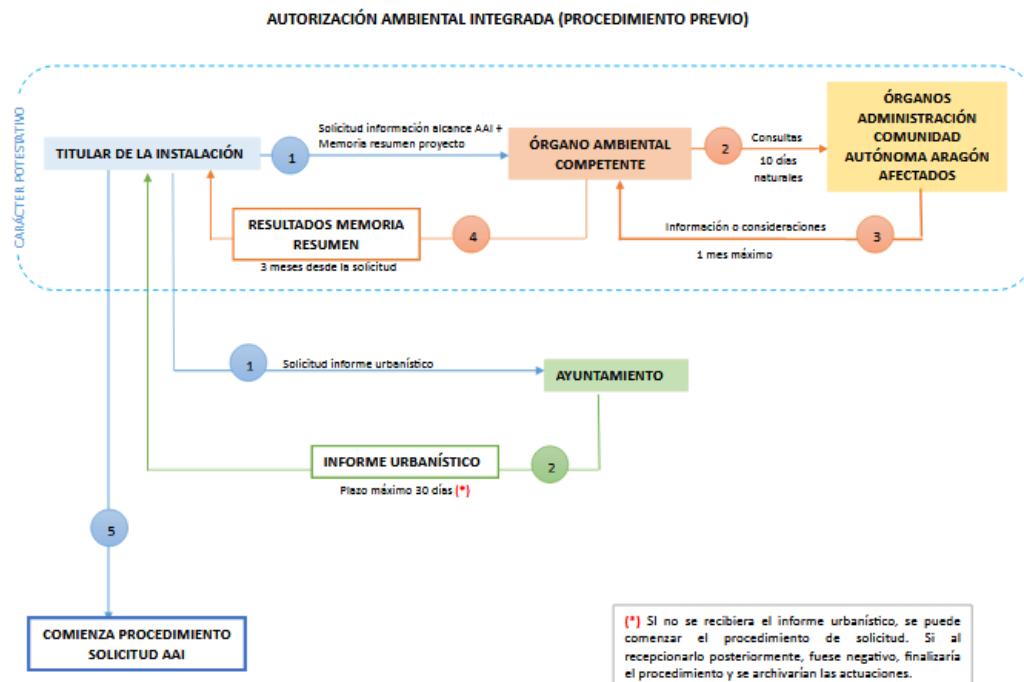 AUTORIZACIÓN AMBIENTAL INTEGRADA (PROCEDIMIENTO PREVIO)
CARÁCTER POTESTATIVO
TITULAR DE LA INSTALACIÓN
1
Solicitud información alcance AAI +
Memoria resumen proyecto
ÓRGANO AMBIENTAL
COMPETENTE
2
Consultas
10 días
naturales
ÓRGANOS
ADMINISTRACIÓN
COMUNIDAD
AUTÓNOMA ARAGÓN
AFECTADOS
RESULTADOS MEMORIA
RESUMEN
3 meses desde la solicitud
4
Información o consideraciones
3
1 mes máximo
1
Solicitud informe urbanístico
AYUNTAMIENTO
INFORME URBANÍSTICO
2
Plazo máximo 30 días (*)
5
COMIENZA PROCEDIMIENTO
SOLICITUD AAI
(*) SI no se recibiera el informe urbanístico, se puede
comenzar el procedimiento de solicitud. Si al
recepcionarlo posteriormente, fuese negativo, finalizaría
el procedimiento y se archivarían las actuaciones.